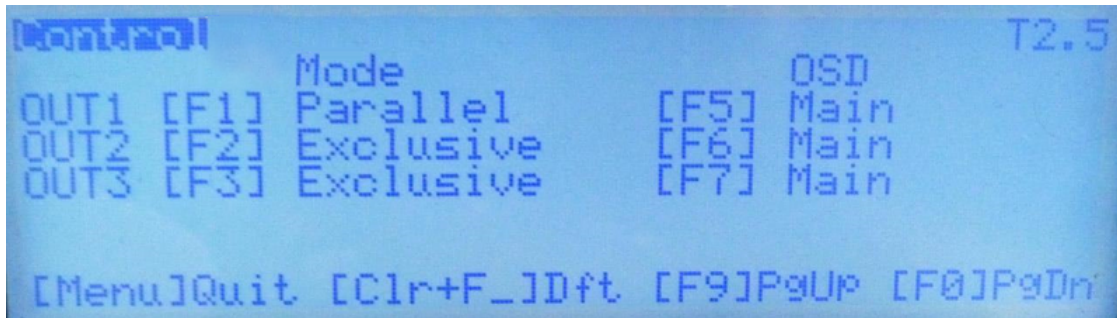 [Control] T2.5
Mode OSD
OUT1 [F1] Parallel [F5] Main
OUT2 [F2] Exclusive [F6] Main
OUT3 [F3] Exclusive [F7] Main
[Menu]Quit [Clr+F_]Dft [F9]PgUp [F0]PgDn